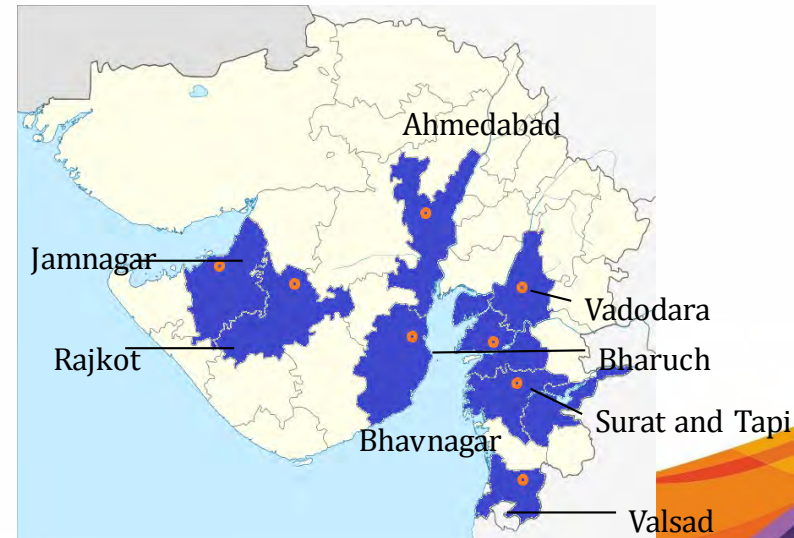 Ahmedabad
Jamnagar
Vadodara
Rajkot
Bharuch
Surat and Tapi
Bhavnagar
Valsad